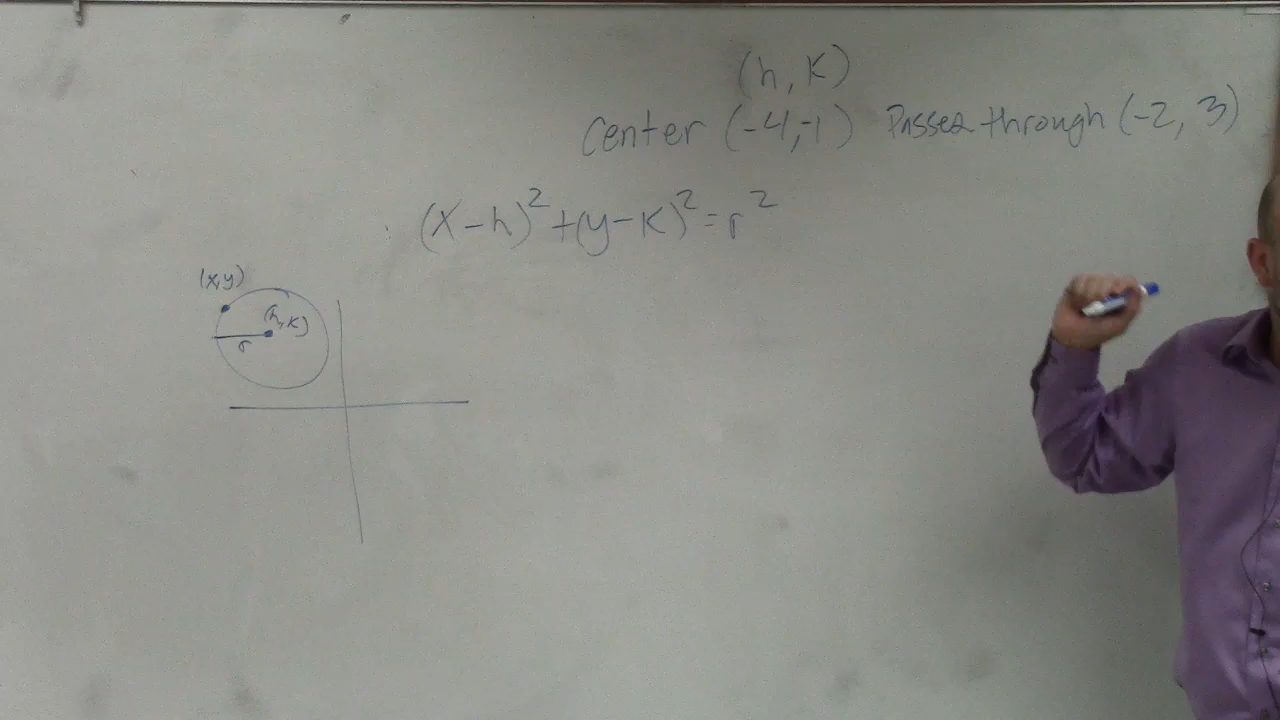 (h, K)
Center (-4,-1) Passes through (-2, 3)
(x-h)²+(y-K)²=r²
(x,y)
(h,K)
r